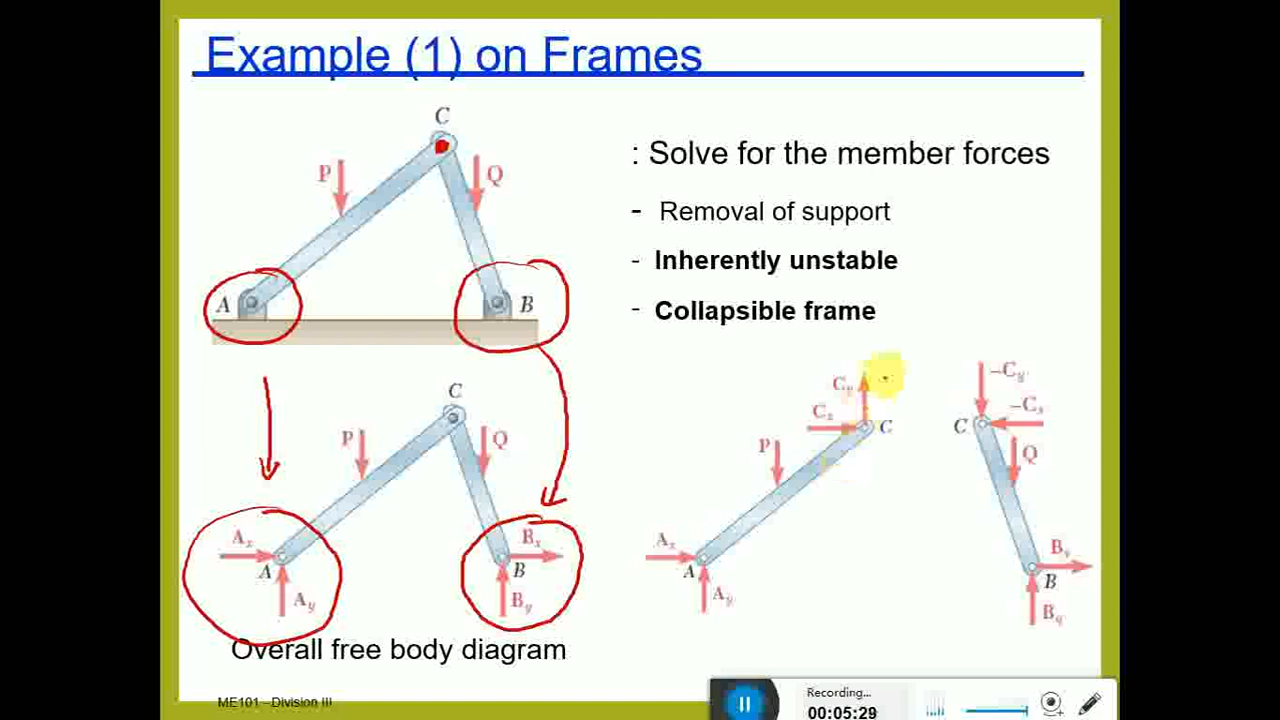 Example (1) on Frames
C
P
Q
A
B
: Solve for the member forces
- Removal of support
- Inherently unstable
- Collapsible frame
C
P
Q
Ax
A
Ay
Bx
B
By
Overall free body diagram
Cy
Cx
C
P
Ax
A
Ay
–Cy
–Cx
C
Q
Bx
B
By
ME101 – Division III
Recording...
00:05:29